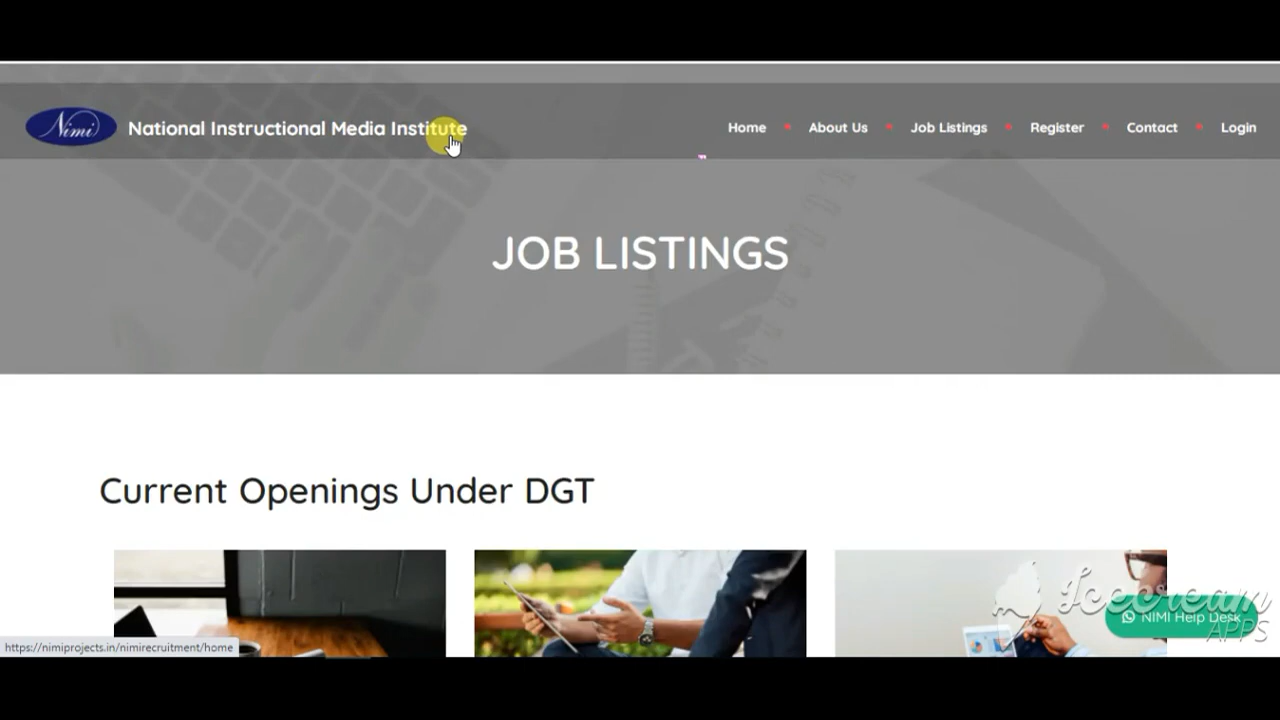 Nimi
National Instructional Media Institute
Home
About Us
Job Listings
Register
Contact
Login
JOB LISTINGS
Current Openings Under DGT
Icecream
APPS
NIMI Help Desk
https://nimiprojects.in/nimirecruitment/home